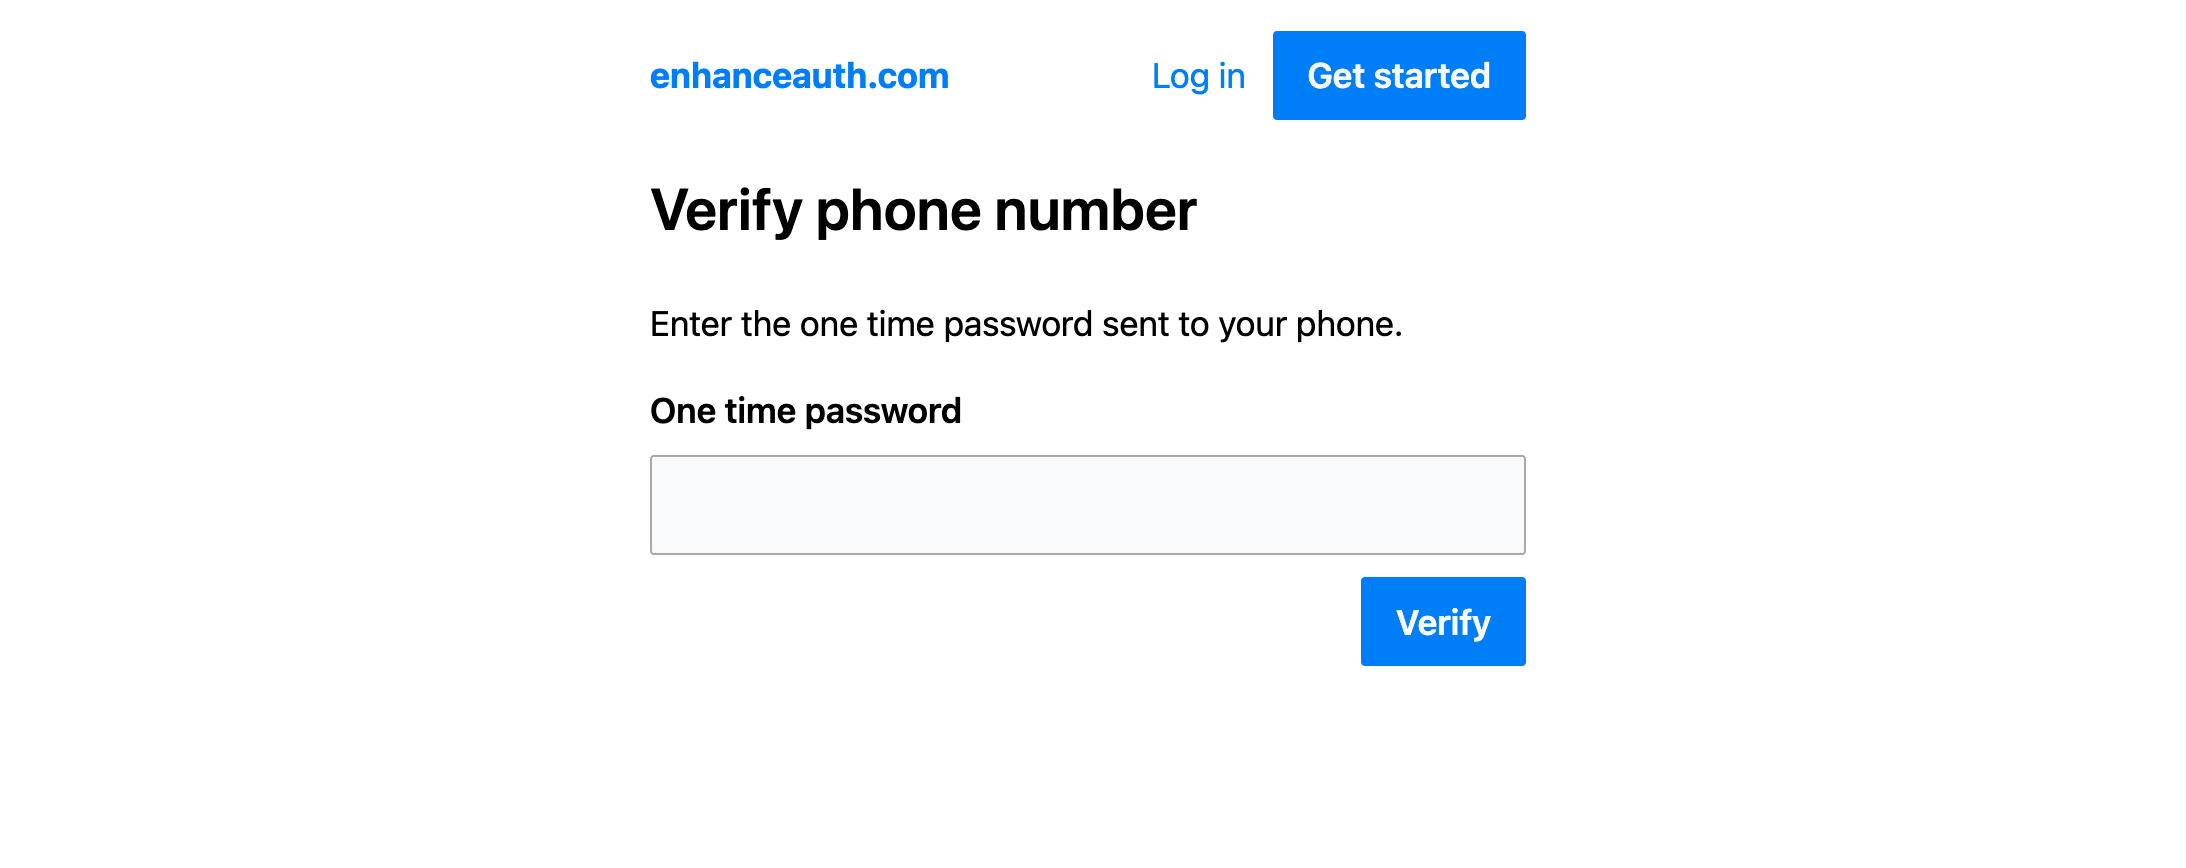 enhanceauth.com Log in Get started
Verify phone number
Enter the one time password sent to your phone.
One time password
Verify